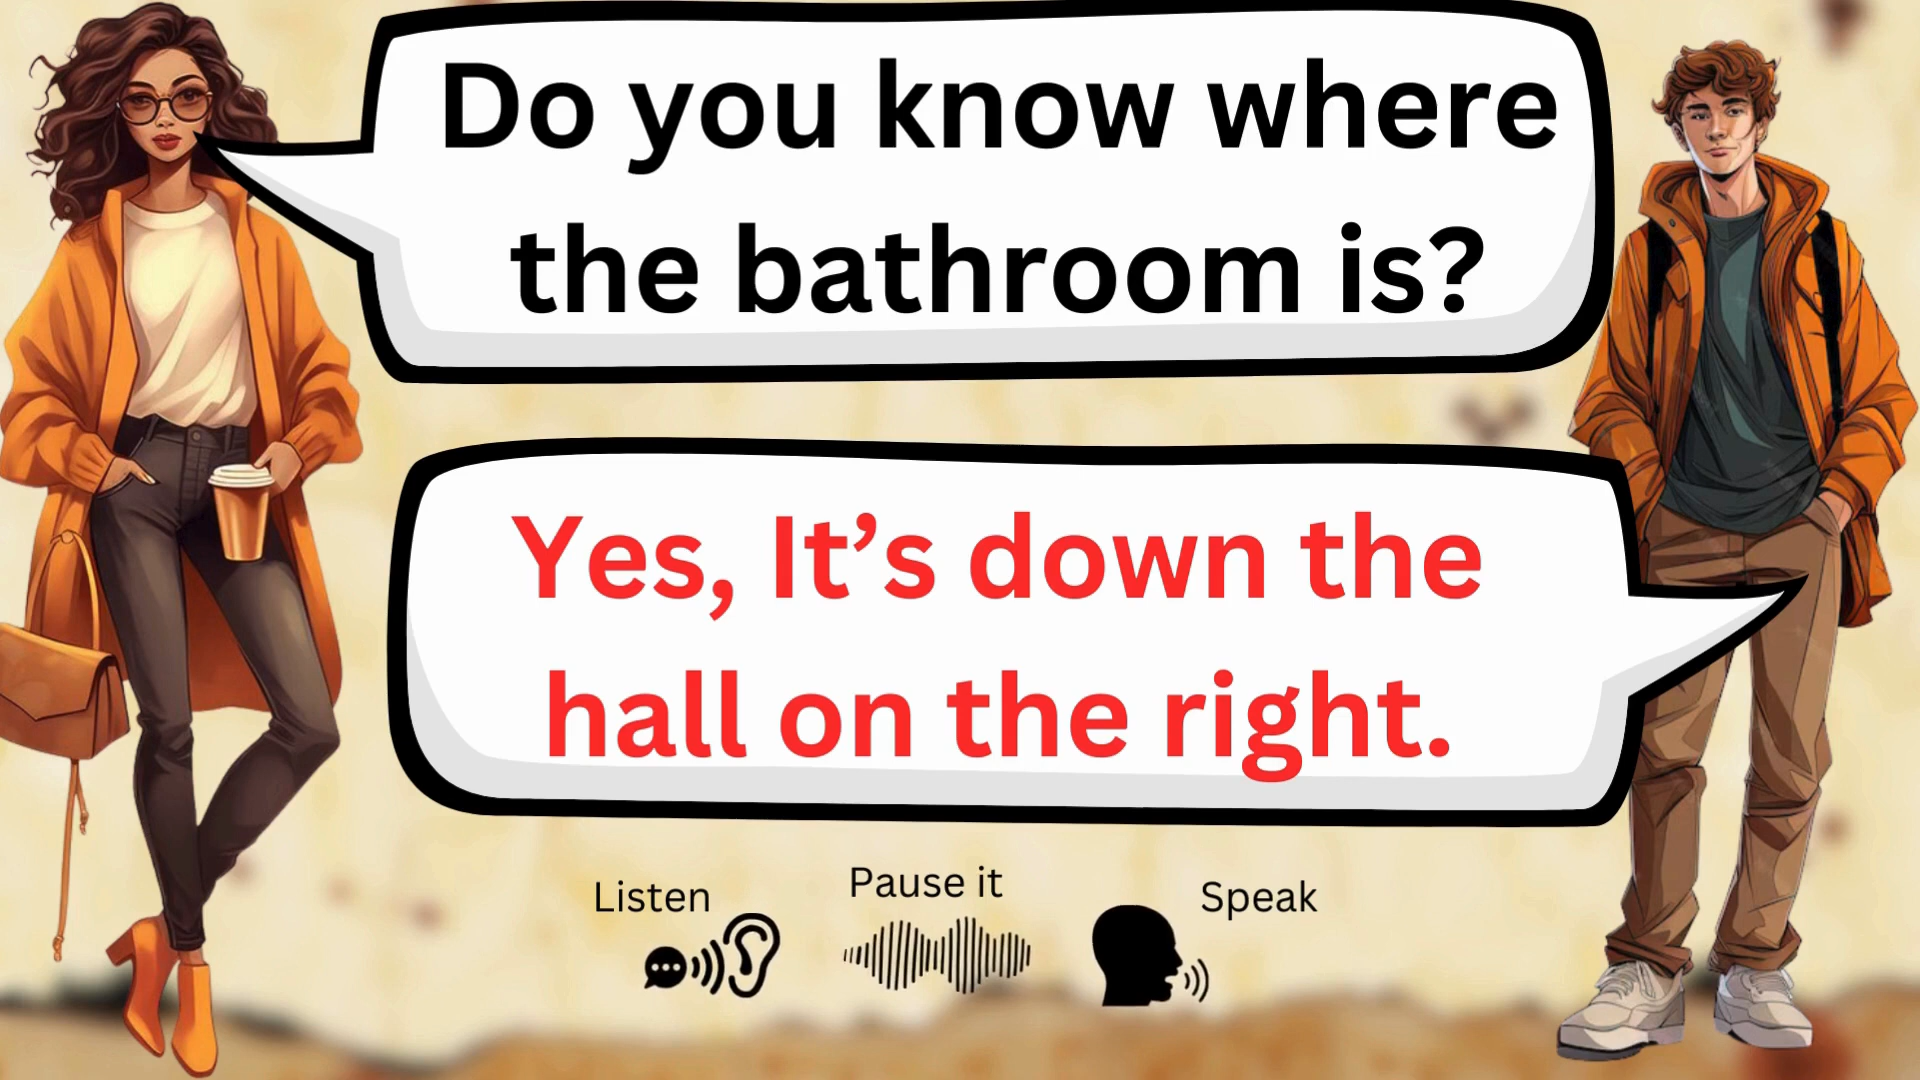 Do you know where
the bathroom is?
Yes, It’s down the
hall on the right.
Listen
Pause it
Speak